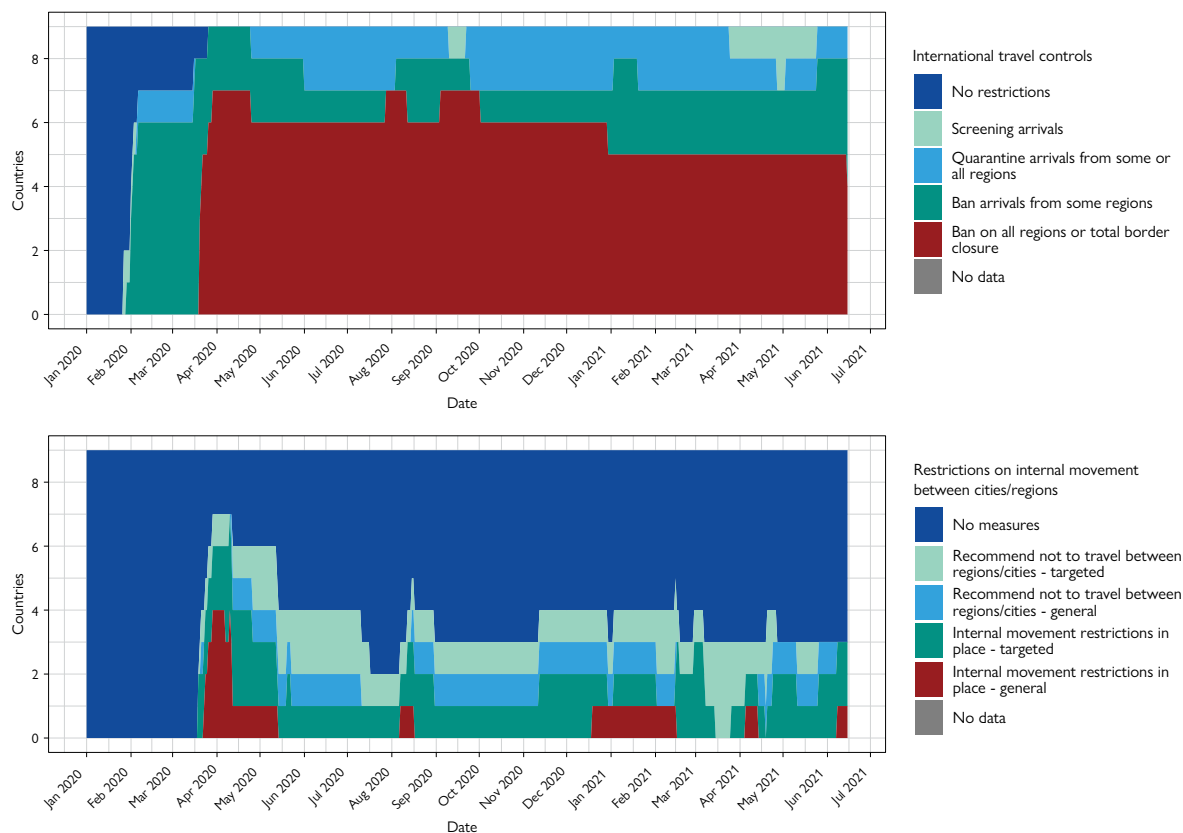 8
6
4
2
0
Countries
Jan 2020
Feb 2020
Mar 2020
Apr 2020
May 2020
Jun 2020
Jul 2020
Aug 2020
Sep 2020
Oct 2020
Nov 2020
Dec 2020
Jan 2021
Feb 2021
Mar 2021
Apr 2021
May 2021
Jun 2021
Jul 2021
Date
International travel controls
No restrictions
Screening arrivals
Quarantine arrivals from some or
all regions
Ban arrivals from some regions
Ban on all regions or total border
closure
No data
8
6
4
2
0
Countries
Jan 2020
Feb 2020
Mar 2020
Apr 2020
May 2020
Jun 2020
Jul 2020
Aug 2020
Sep 2020
Oct 2020
Nov 2020
Dec 2020
Jan 2021
Feb 2021
Mar 2021
Apr 2021
May 2021
Jun 2021
Jul 2021
Date
Restrictions on internal movement
between cities/regions
No measures
Recommend not to travel between
regions/cities - targeted
Recommend not to travel between
regions/cities - general
Internal movement restrictions in
place - targeted
Internal movement restrictions in
place - general
No data